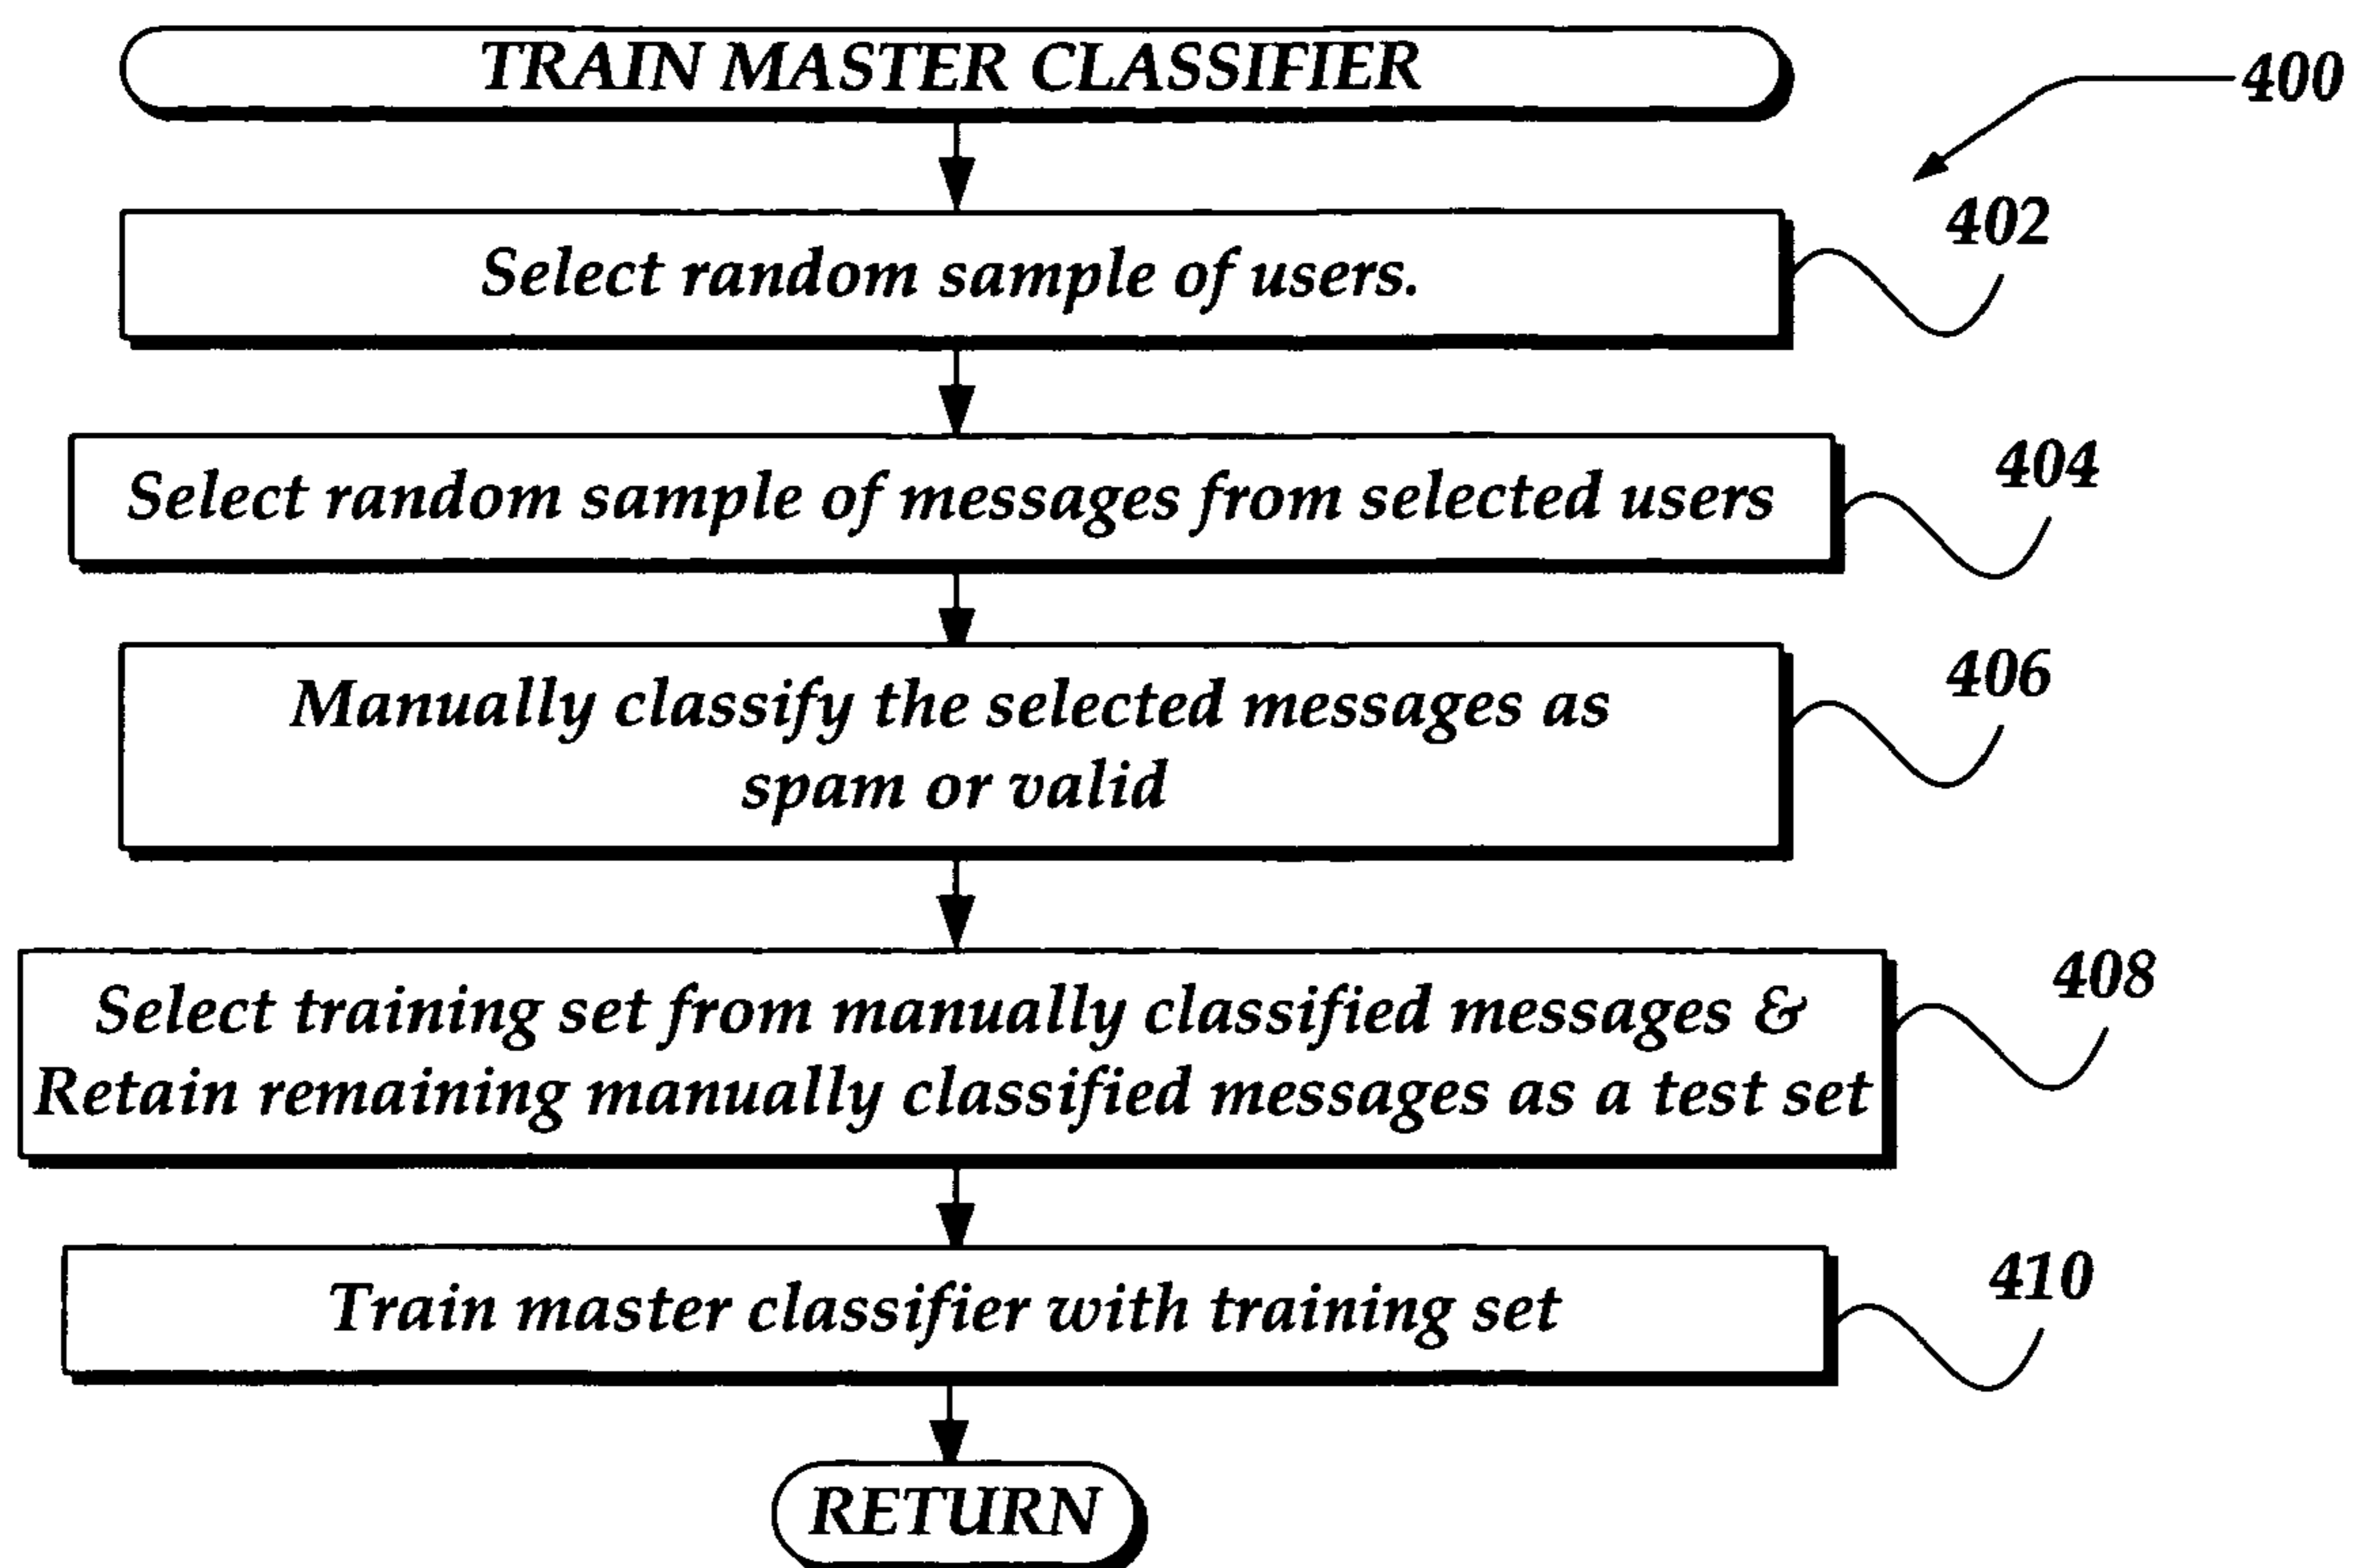 TRAIN MASTER CLASSIFIER
400
402
Select random sample of users.
404
Select random sample of messages from selected users
406
Manually classify the selected messages as
spam or valid
408
Select training set from manually classified messages &
Retain remaining manually classified messages as a test set
410
Train master classifier with training set
RETURN